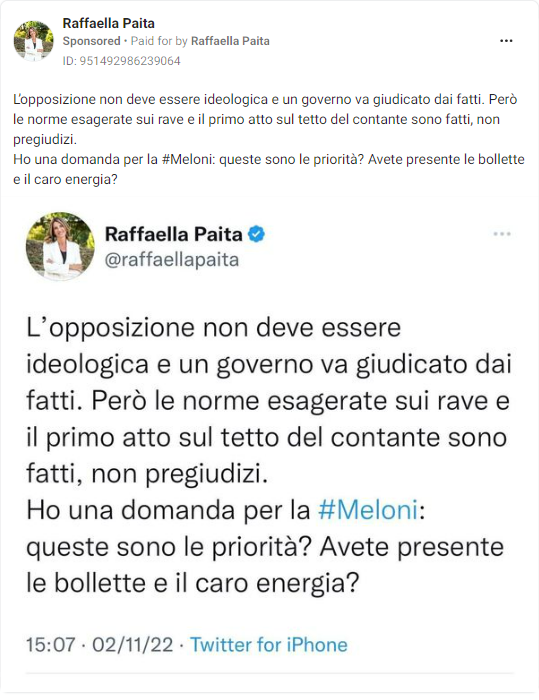 Raffaella Paita
Sponsored • Paid for by Raffaella Paita
ID: 951492986239064
L'opposizione non deve essere ideologica e un governo va giudicato dai fatti. Però
le norme esagerate sui rave e il primo atto sul tetto del contante sono fatti, non
pregiudizi.
Ho una domanda per la #Meloni: queste sono le priorità? Avete presente le bollette
e il caro energia?
Raffaella Paita
@raffaellapaita
L'opposizione non deve essere
ideologica e un governo va giudicato dai
fatti. Però le norme esagerate sui rave e
il primo atto sul tetto del contante sono
fatti, non pregiudizi.
Ho una domanda per la #Meloni:
queste sono le priorità? Avete presente
le bollette e il caro energia?
15:07 · 02/11/22 · Twitter for iPhone